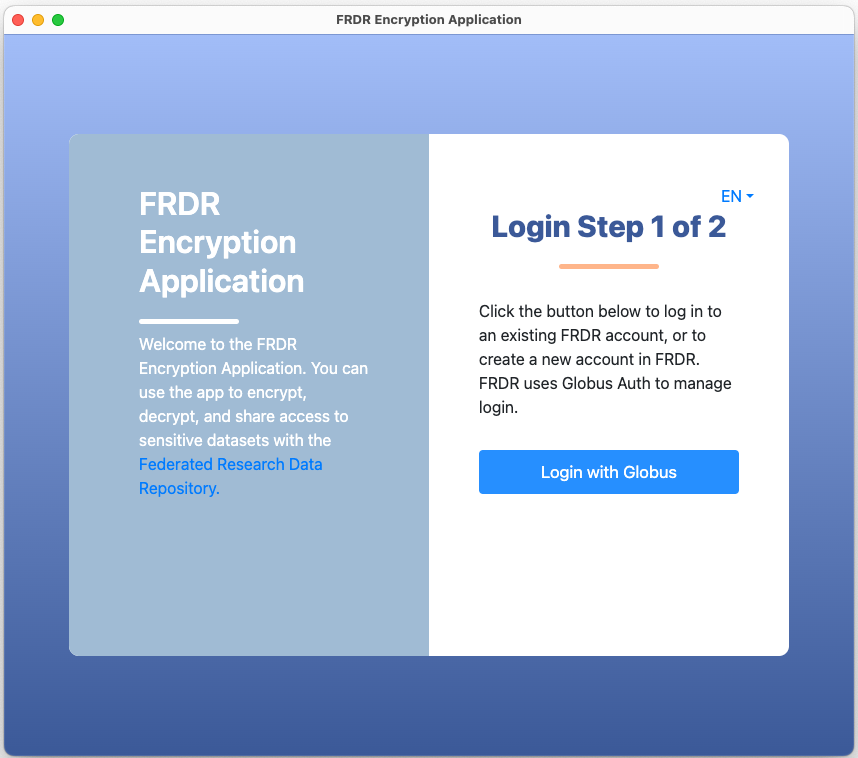 FRDR Encryption Application
FRDR
Encryption
Application
Welcome to the FRDR
Encryption Application. You can
use the app to encrypt,
decrypt, and share access to
sensitive datasets with the
Federated Research Data
Repository.
EN
Login Step 1 of 2
Click the button below to log in to
an existing FRDR account, or to
create a new account in FRDR.
FRDR uses Globus Auth to manage
login.
Login with Globus